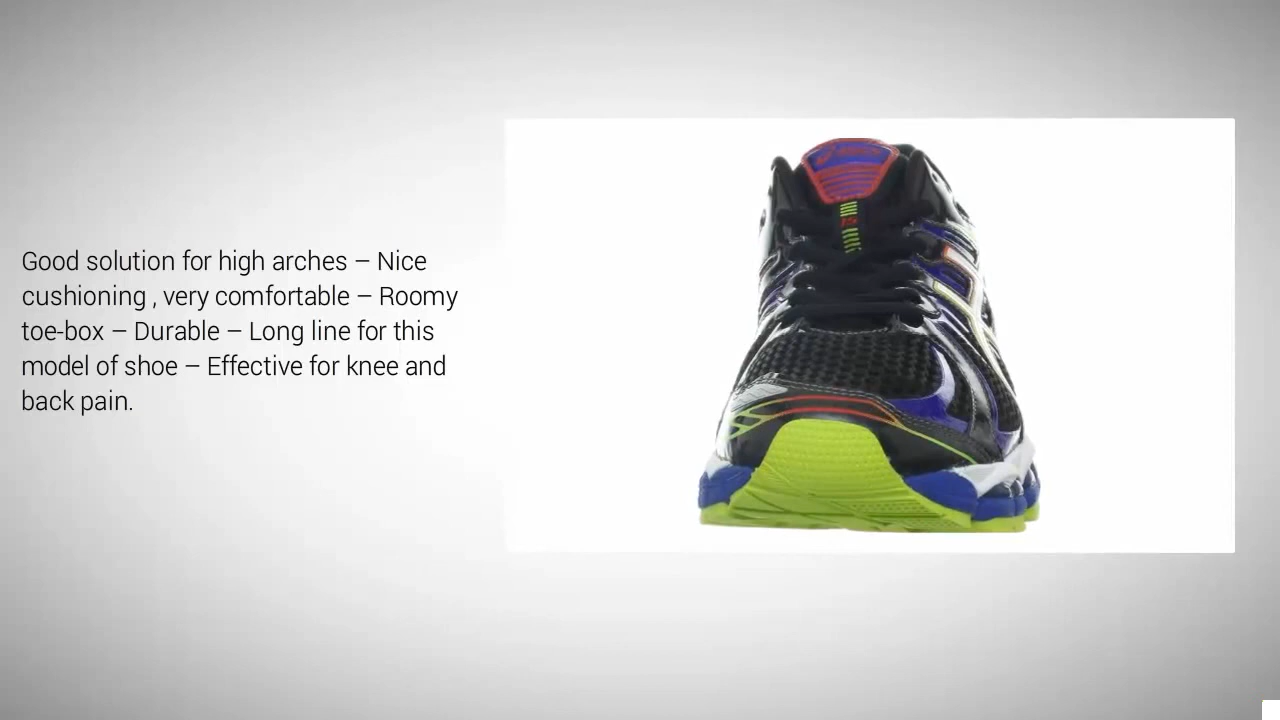 Good solution for high arches – Nice
cushioning , very comfortable – Roomy
toe-box – Durable – Long line for this
model of shoe – Effective for knee and
back pain.